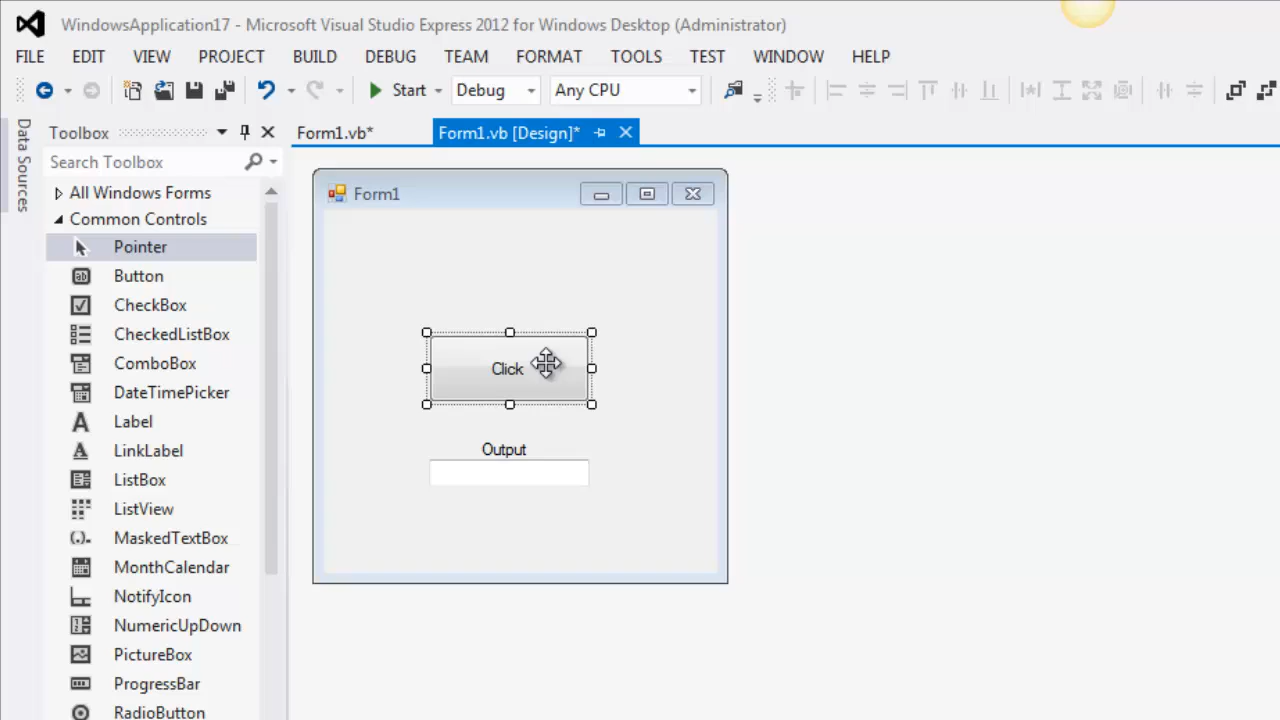 WindowsApplication17 - Microsoft Visual Studio Express 2012 for Windows Desktop (Administrator)
FILE EDIT VIEW PROJECT BUILD DEBUG TEAM FORMAT TOOLS TEST WINDOW HELP
Start Debug Any CPU
Data Sources
Toolbox
Form1.vb* Form1.vb [Design]*
Search Toolbox
All Windows Forms
Common Controls
Pointer
Button
CheckBox
CheckedListBox
ComboBox
DateTimePicker
Label
LinkLabel
ListBox
ListView
MaskedTextBox
MonthCalendar
NotifyIcon
NumericUpDown
PictureBox
ProgressBar
RadioButton
Form1
Click
Output